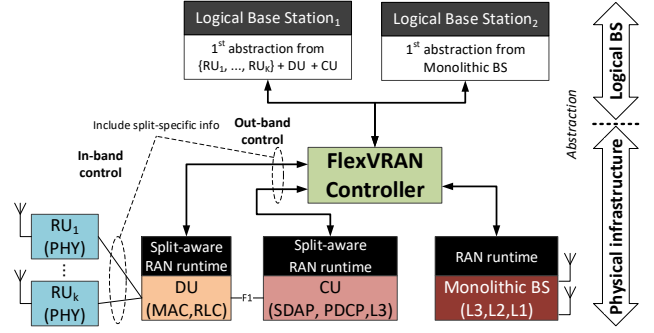 Logical Base Station1
1st abstraction from
{RU1, ..., RUK} + DU + CU
Logical Base Station2
1st abstraction from
Monolithic BS
Abstraction
Logical BS
Physical infrastructure
Include split-specific info
Out-band
control
In-band
control
FlexVRAN
Controller
RU1
(PHY)
RUk
(PHY)
Split-aware
RAN runtime
DU
(MAC,RLC)
F1
Split-aware
RAN runtime
CU
(SDAP, PDCP,L3)
RAN runtime
Monolithic BS
(L3,L2,L1)